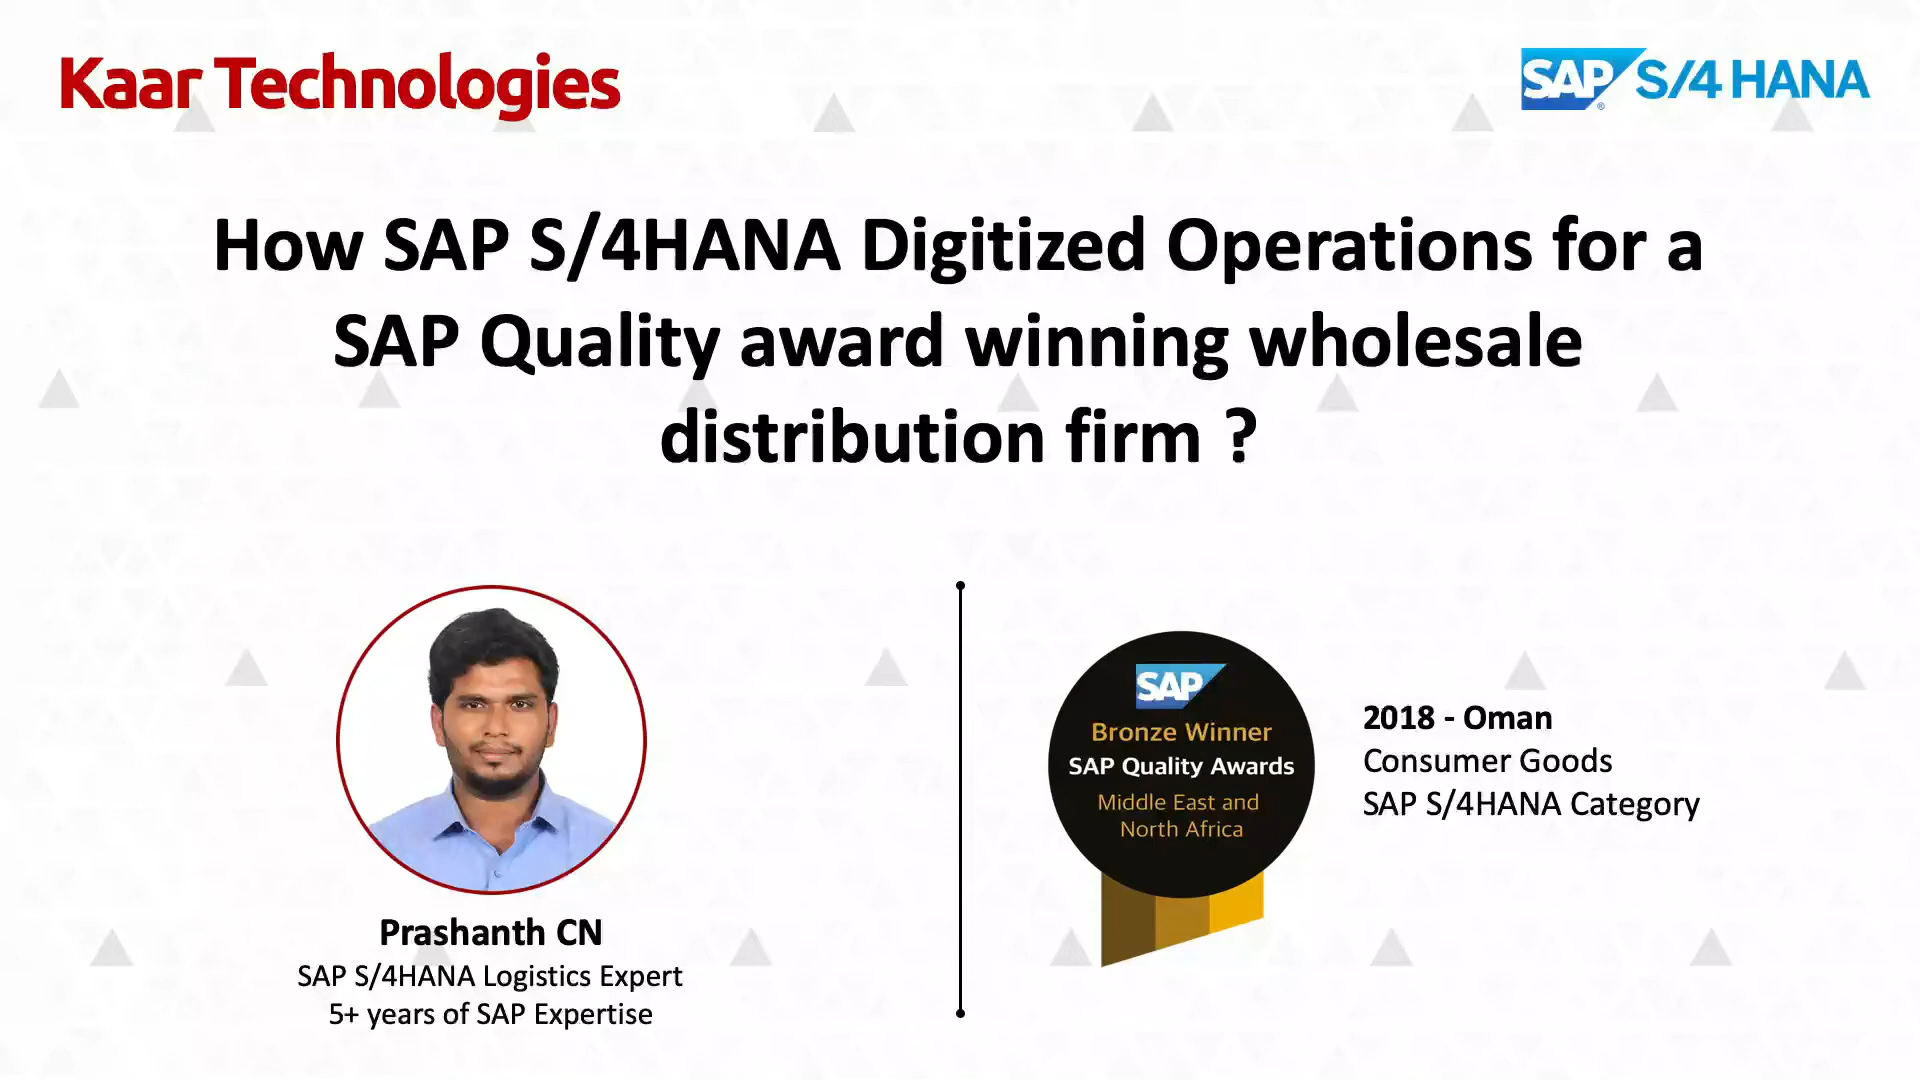 Kaar Technologies
SAP S/4 HANA
®
How SAP S/4HANA Digitized Operations for a
SAP Quality award winning wholesale
distribution firm ?
Prashanth CN
SAP S/4HANA Logistics Expert
5+ years of SAP Expertise
SAP
Bronze Winner
SAP Quality Awards
Middle East and
North Africa
2018 - Oman
Consumer Goods
SAP S/4HANA Category